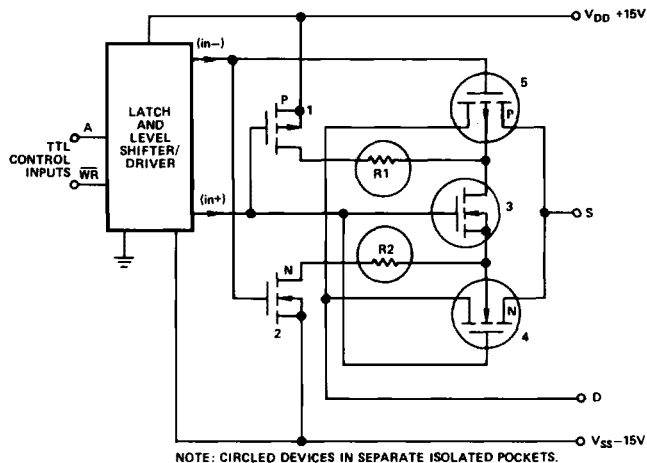 V_DD +15V
(in−)
5
P
P
1
LATCH
AND
LEVEL
SHIFTER/
DRIVER
A
TTL
CONTROL
INPUTS
W̅R̅
R1
(in+)
3
S
R2
N
N
2
4
D
V_SS−15V
NOTE: CIRCLED DEVICES IN SEPARATE ISOLATED POCKETS.